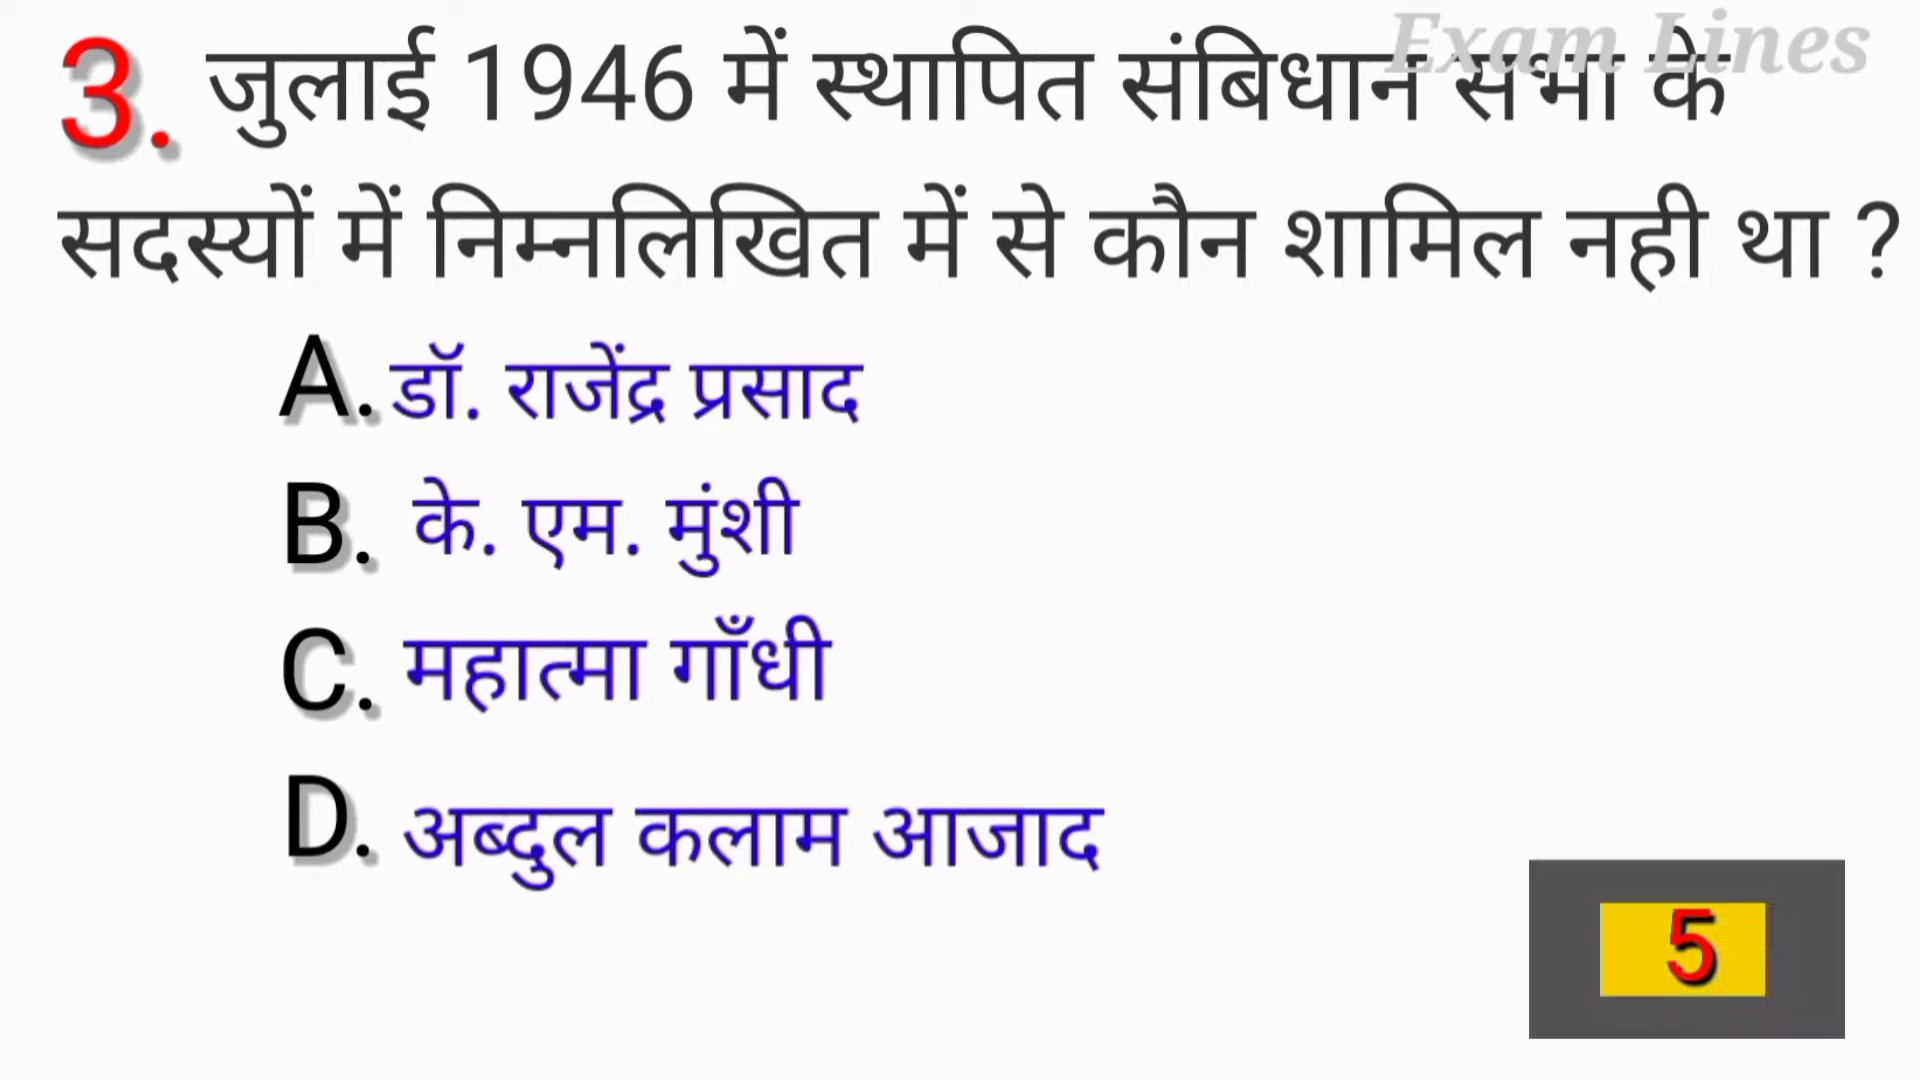 Exam Lines
3. जुलाई 1946 में स्थापित संबिधान सभा के
सदस्यों में निम्नलिखित में से कौन शामिल नही था ?
A. डॉ. राजेंद्र प्रसाद
B. के. एम. मुंशी
C. महात्मा गाँधी
D. अब्दुल कलाम आजाद
5